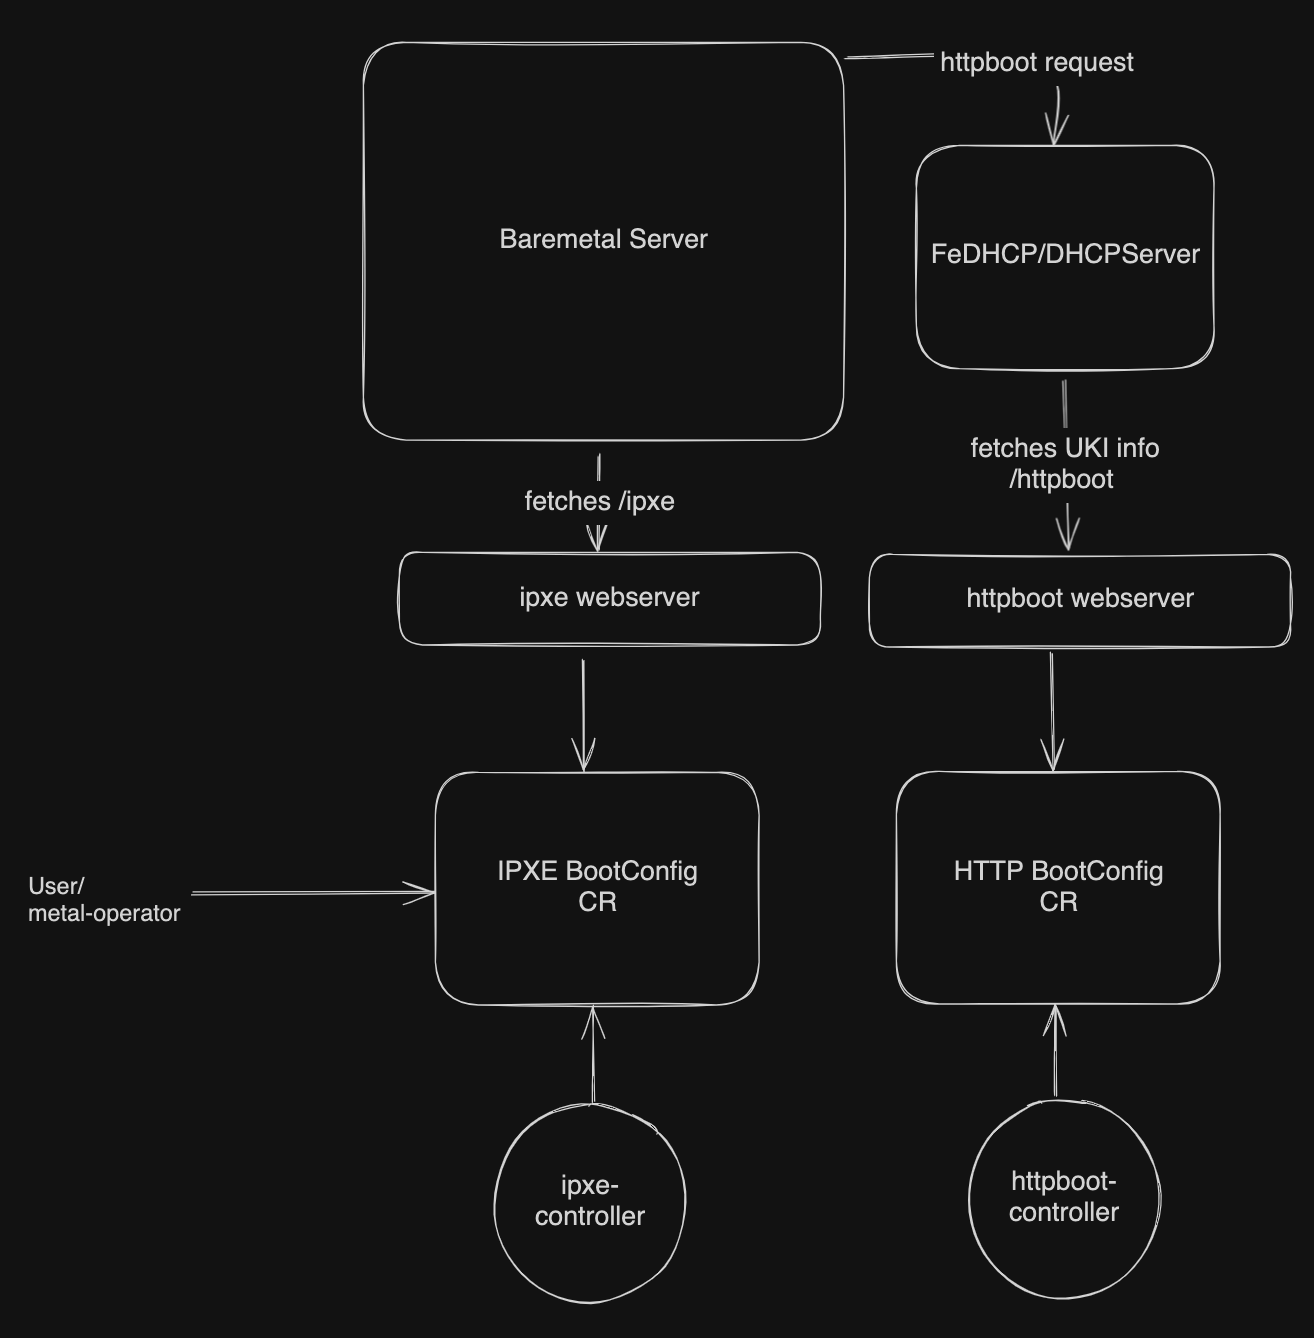 httpboot request
Baremetal Server
FeDHCP/DHCPServer
fetches UKI info
/httpboot
fetches /ipxe
ipxe webserver
httpboot webserver
IPXE BootConfig
CR
HTTP BootConfig
CR
User/
metal-operator
ipxe-
controller
httpboot-
controller